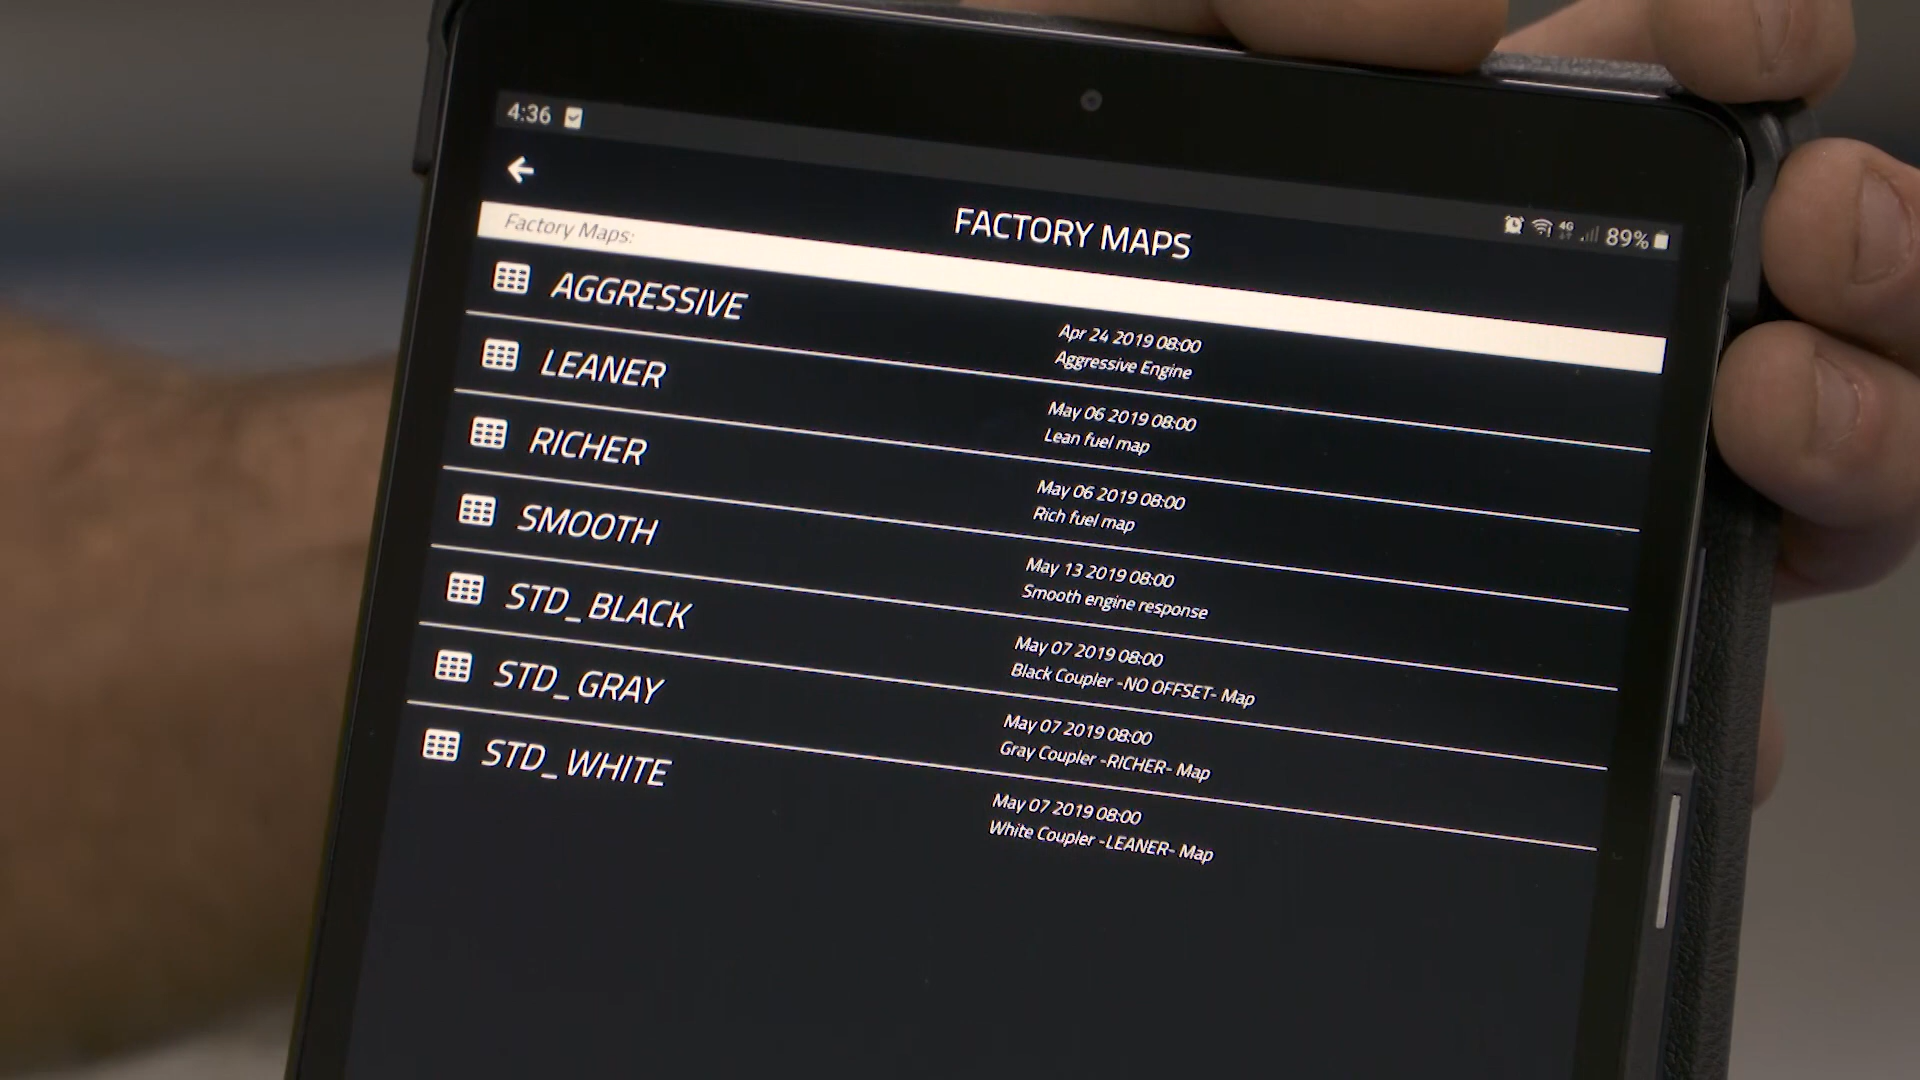 4:36
4G 89%
FACTORY MAPS
Factory Maps:
AGGRESSIVE
Apr 24 2019 08:00
Aggressive Engine
LEANER
May 06 2019 08:00
Lean fuel map
RICHER
May 06 2019 08:00
Rich fuel map
SMOOTH
May 13 2019 08:00
Smooth engine response
STD_BLACK
May 07 2019 08:00
Black Coupler -NO OFFSET- Map
STD_GRAY
May 07 2019 08:00
Gray Coupler -RICHER- Map
STD_WHITE
May 07 2019 08:00
White Coupler -LEANER- Map